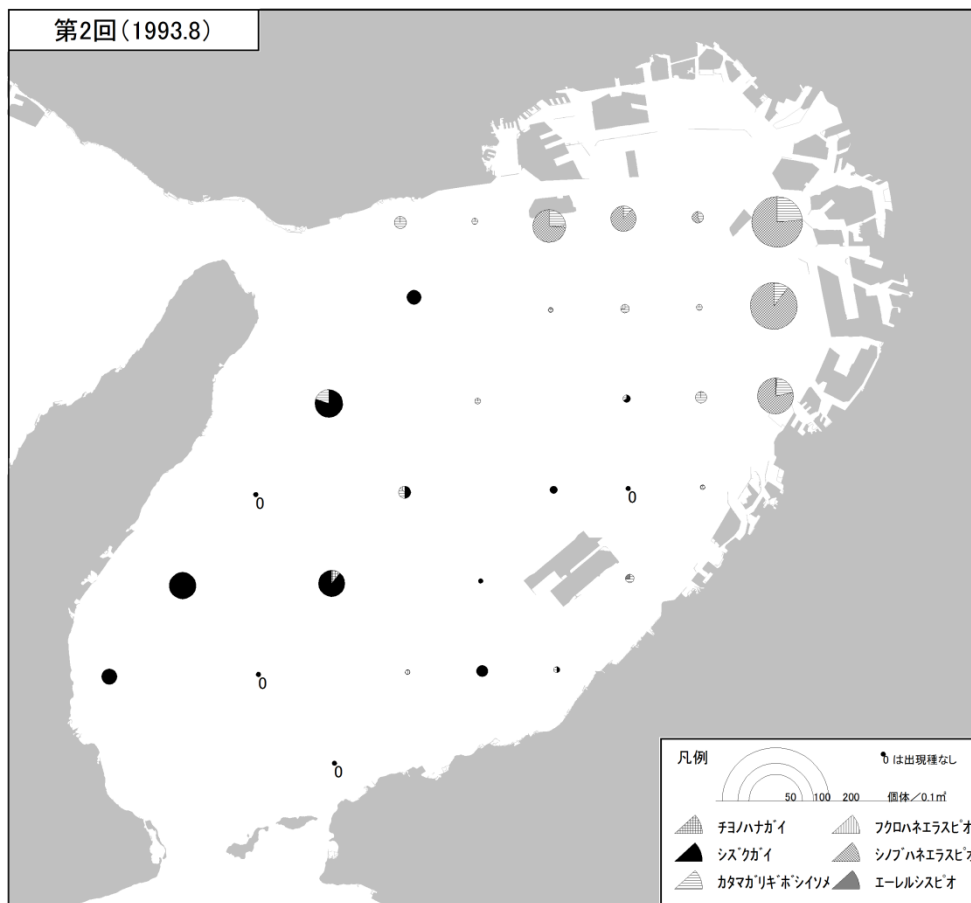 第2回(1993.8)
0
0
0
0
凡例
0 は出現種なし
50 100 200 個体/0.1㎡
チヨノハナガイ
フクロハネエラスピオ
シズクガイ
シノブハネエラスピオ
カタマガリギボシイソメ
エーレルシスピオ